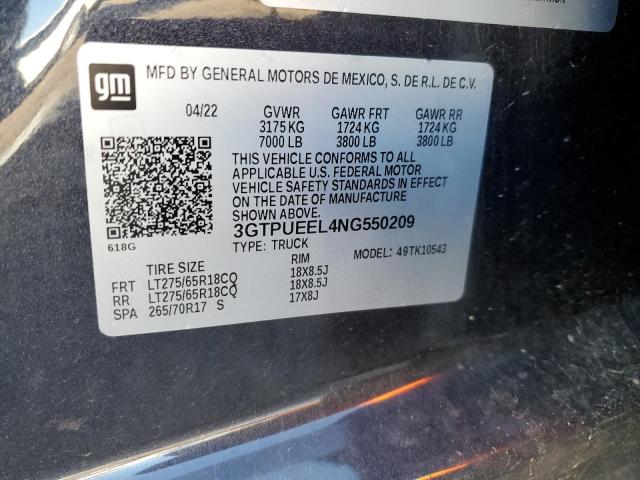 gm
MFD BY GENERAL MOTORS DE MEXICO, S. DE R.L. DE C.V.
04/22 GVWR GAWR FRT GAWR RR
3175 KG 1724 KG 1724 KG
7000 LB 3800 LB 3800 LB
THIS VEHICLE CONFORMS TO ALL
APPLICABLE U.S. FEDERAL MOTOR
VEHICLE SAFETY STANDARDS IN EFFECT
ON THE DATE OF MANUFACTURE
SHOWN ABOVE.
3GTPUEEL4NG550209
618G
TYPE: TRUCK MODEL: 49TK10543
TIRE SIZE RIM
FRT LT275/65R18CQ 18X8.5J
RR LT275/65R18CQ 18X8.5J
SPA 265/70R17 S 17X8J